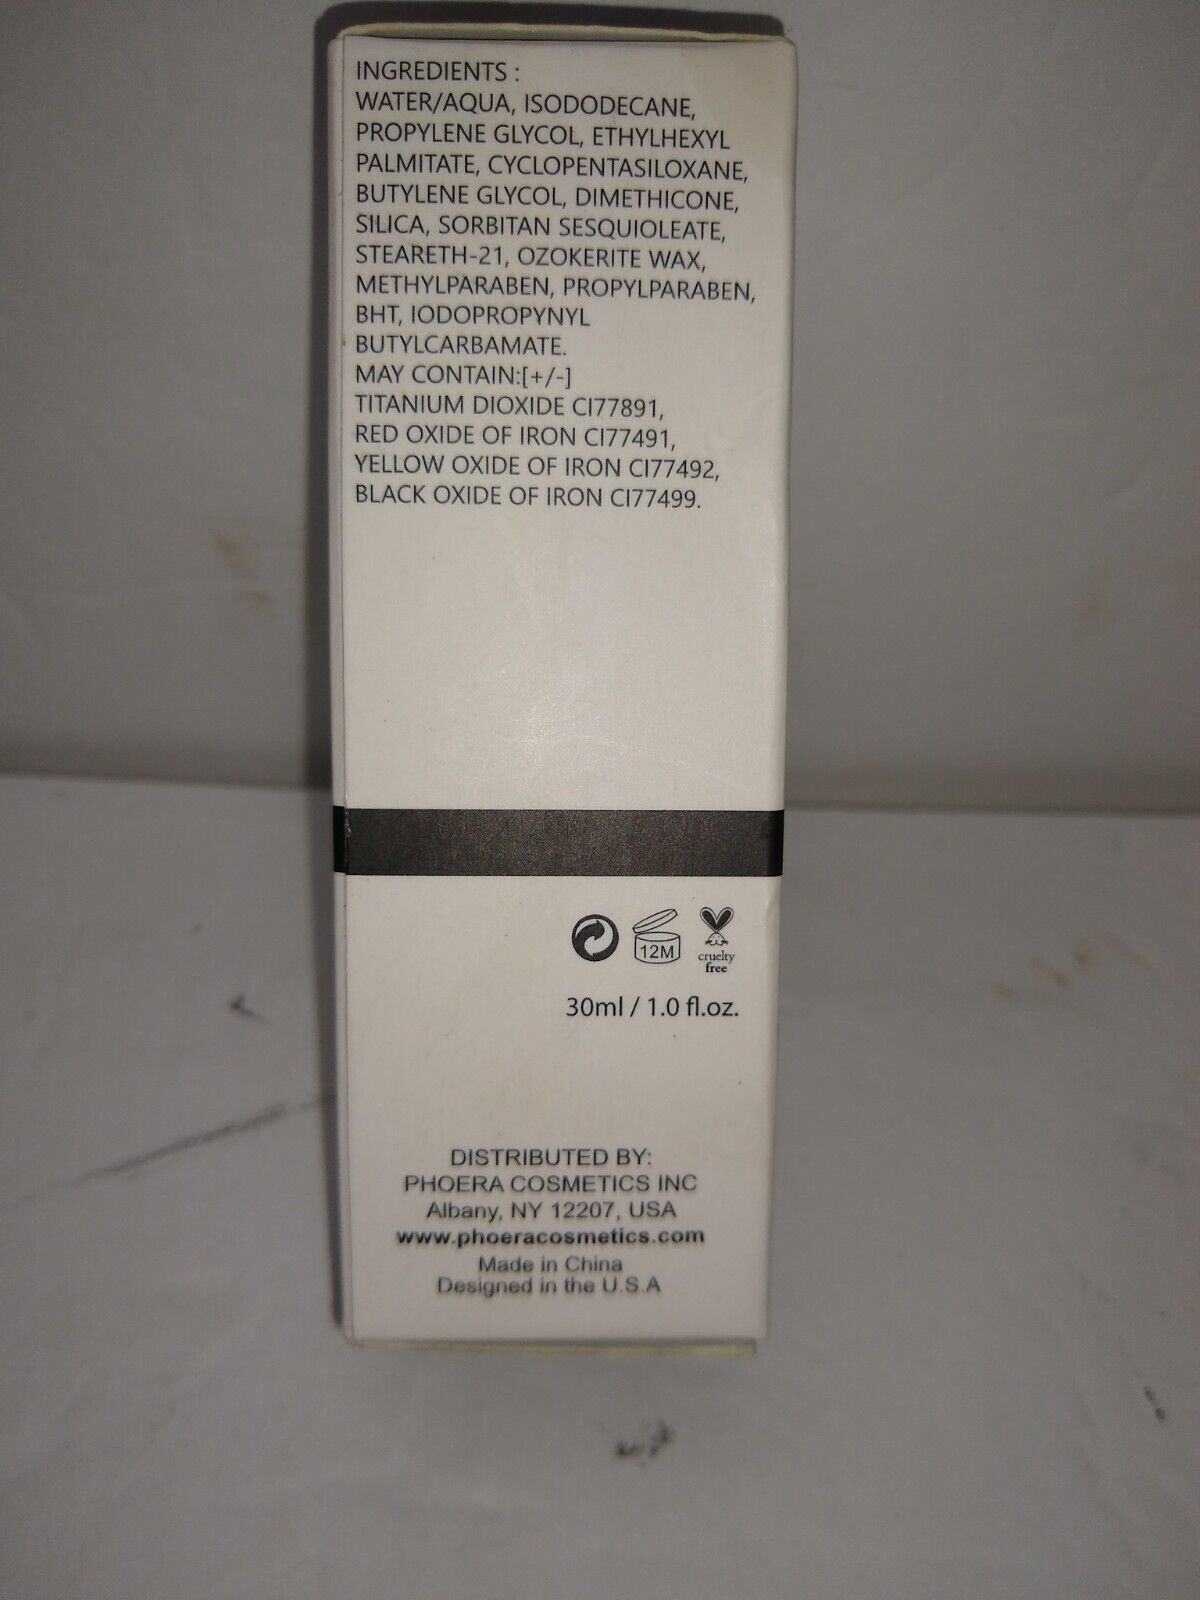 INGREDIENTS :
WATER/AQUA, ISODODECANE,
PROPYLENE GLYCOL, ETHYLHEXYL
PALMITATE, CYCLOPENTASILOXANE,
BUTYLENE GLYCOL, DIMETHICONE,
SILICA, SORBITAN SESQUIOLEATE,
STEARETH-21, OZOKERITE WAX,
METHYLPARABEN, PROPYLPARABEN,
BHT, IODOPROPYNYL
BUTYLCARBAMATE.
MAY CONTAIN:[+/-]
TITANIUM DIOXIDE CI77891,
RED OXIDE OF IRON CI77491,
YELLOW OXIDE OF IRON CI77492,
BLACK OXIDE OF IRON CI77499.
12M
cruelty
free
30ml / 1.0 fl.oz.
DISTRIBUTED BY:
PHOERA COSMETICS INC
Albany, NY 12207, USA
www.phoeracosmetics.com
Made in China
Designed in the U.S.A